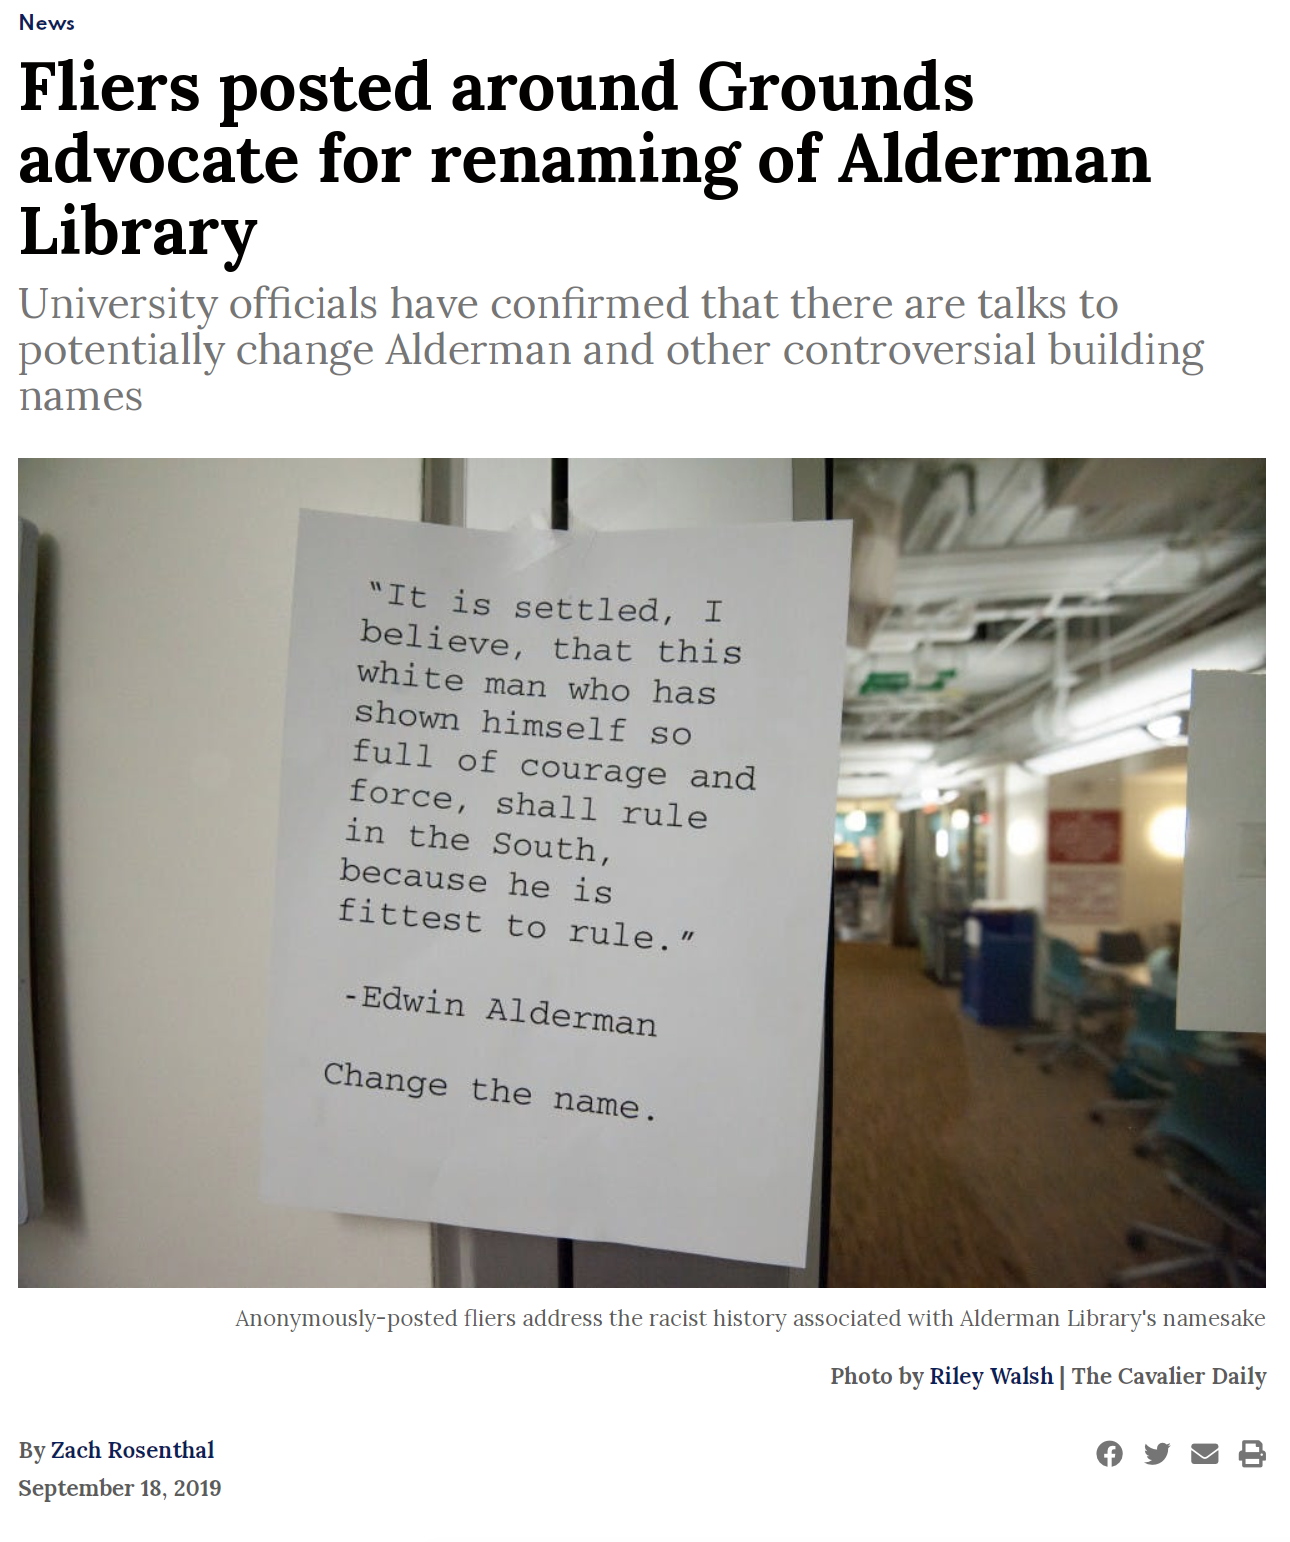 News
Fliers posted around Grounds
advocate for renaming of Alderman
Library
University officials have confirmed that there are talks to
potentially change Alderman and other controversial building
names
“It is settled, I
believe, that this
white man who has
shown himself so
full of courage and
force, shall rule
in the South,
because he is
fittest to rule.”
-Edwin Alderman
Change the name.
Anonymously-posted fliers address the racist history associated with Alderman Library's namesake
Photo by Riley Walsh | The Cavalier Daily
By Zach Rosenthal
September 18, 2019